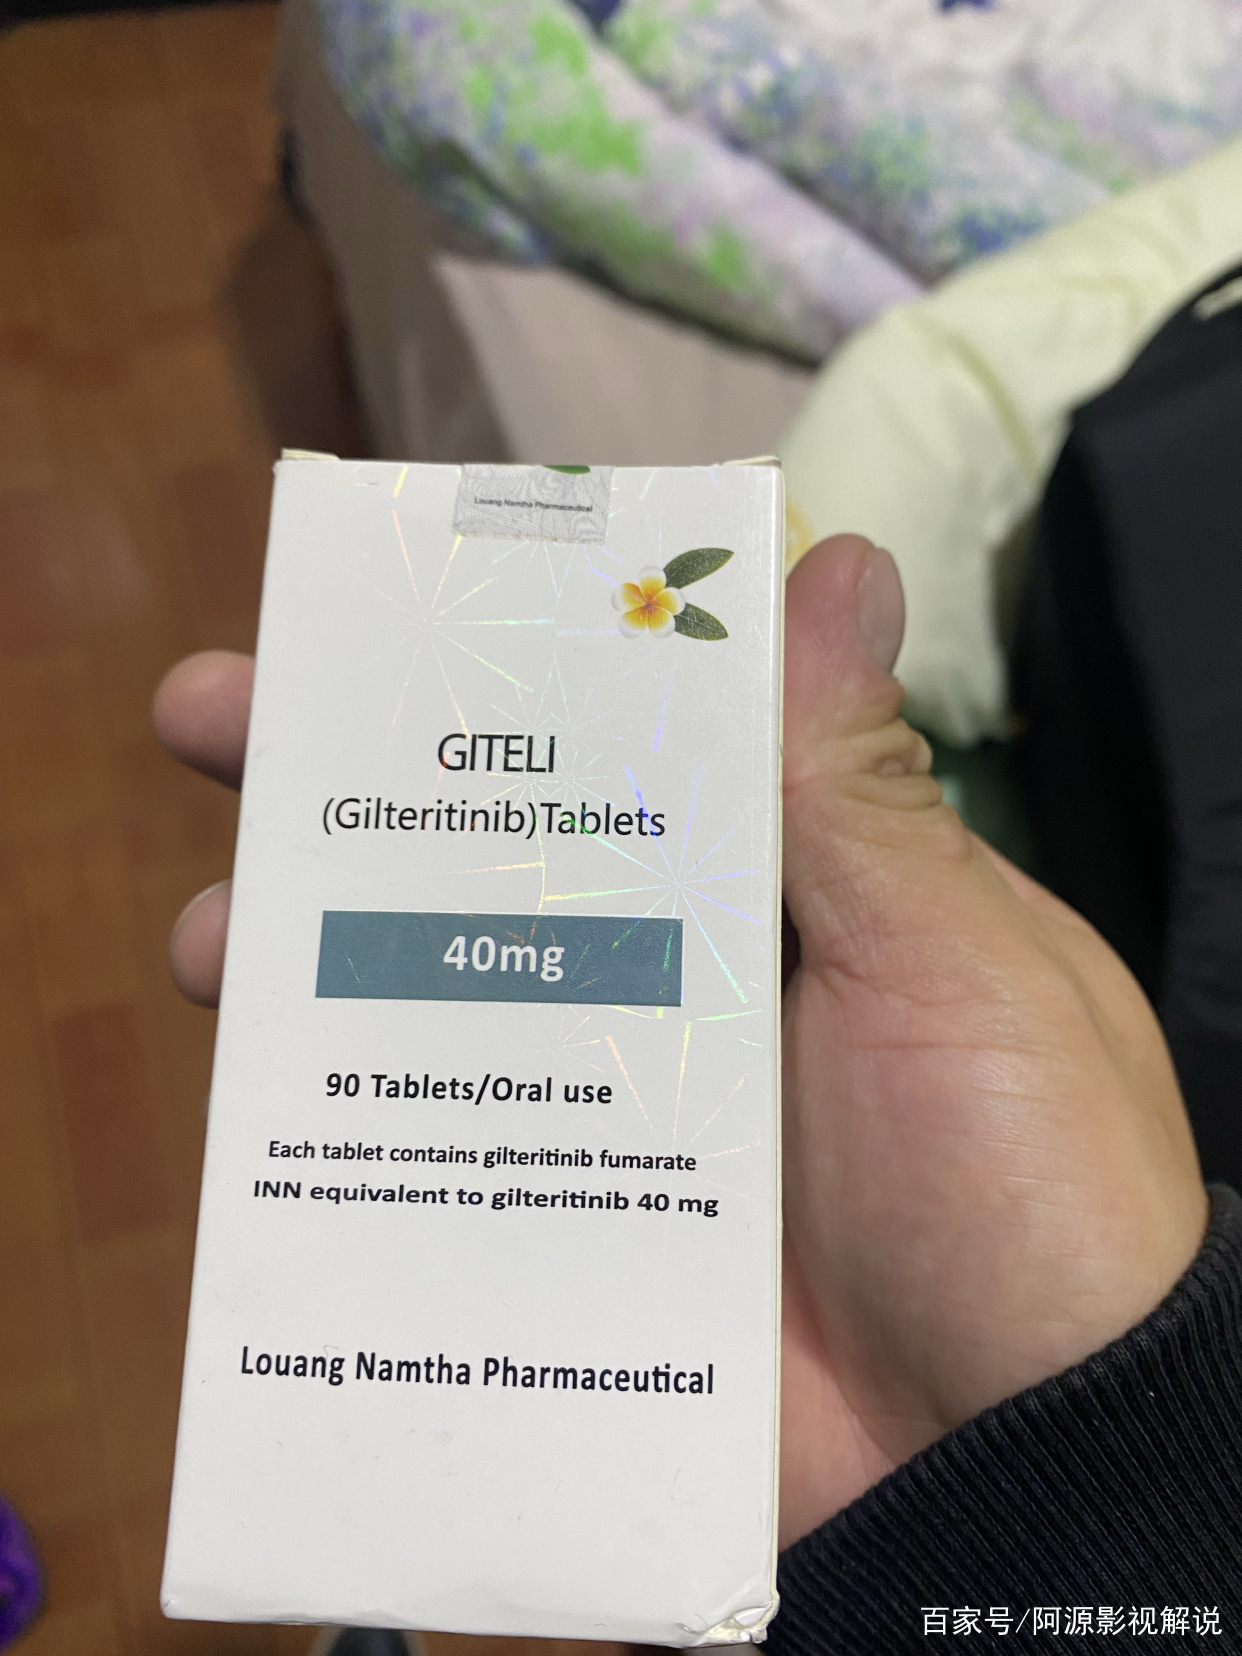 Louang Namtha Pharmaceutical
GITELI
(Gilteritinib)Tablets
40mg
90 Tablets/Oral use
Each tablet contains gilteritinib fumarate
INN equivalent to gilteritinib 40 mg
Louang Namtha Pharmaceutical
百家号/阿源影视解说